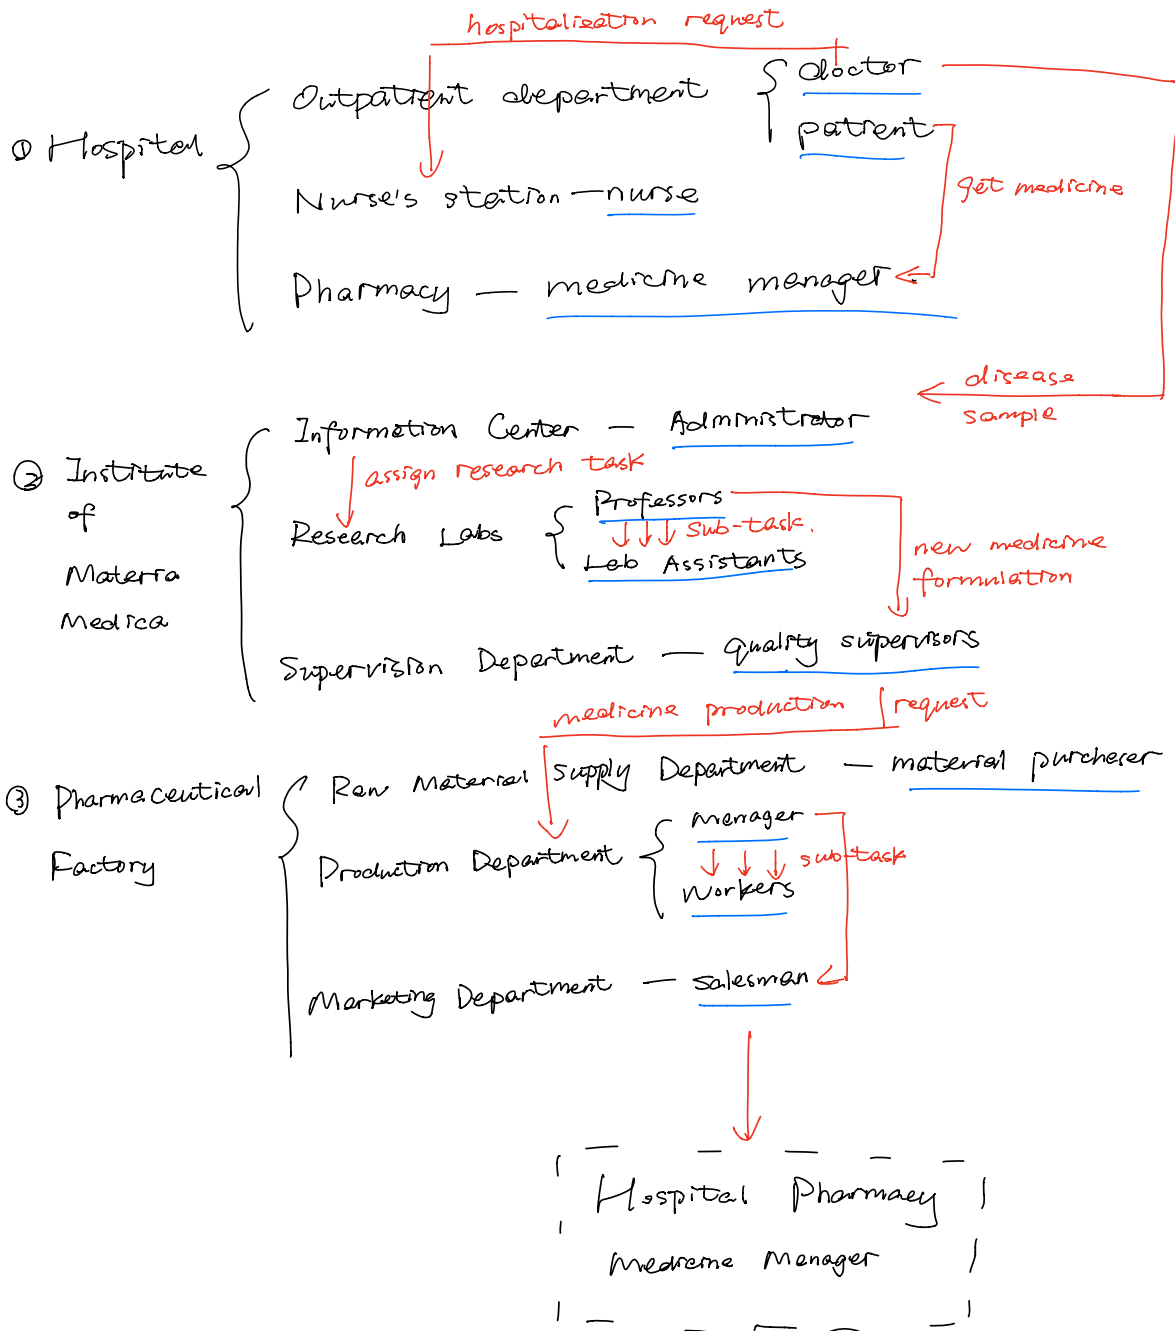 hospitalisation request
① Hospital
Outpatient department
doctor
patient
get medicine
Nurse's station — nurse
Pharmacy — medicine manager
disease
sample
② Institute
of
Materia
Medica
Information Center — Administrator
assign research task
Research Labs
Professors
sub-task.
Lab Assistants
new medicine
formulation
Supervision Department — quality supervisors
medicine production request
③ Pharmaceutical
Factory
Raw Material supply Department — material purchaser
Production Department
manager
sub-task
workers
Marketing Department — salesman
Hospital Pharmacy
Medicine Manager